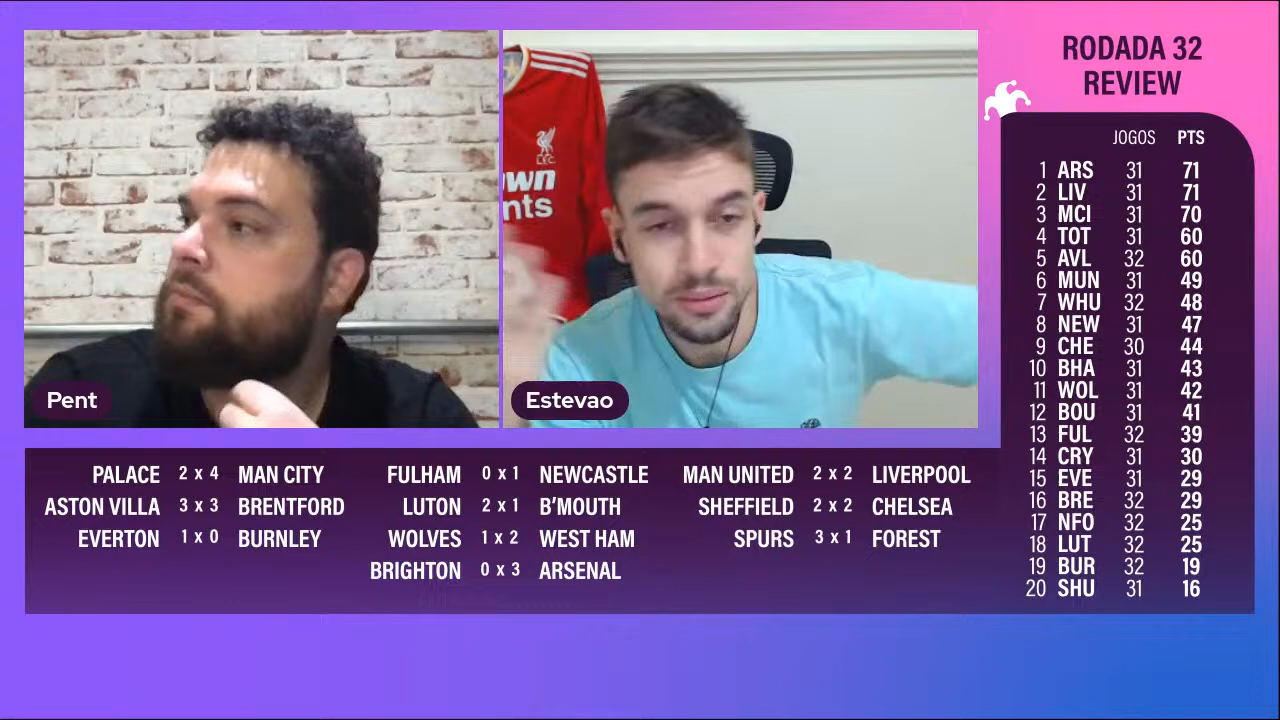 RODADA 32
REVIEW
L.F.C.
wn
nts
Pent
Estevao
JOGOS PTS
1 ARS 31 71
2 LIV 31 71
3 MCI 31 70
4 TOT 31 60
5 AVL 32 60
6 MUN 31 49
7 WHU 32 48
8 NEW 31 47
9 CHE 30 44
10 BHA 31 43
11 WOL 31 42
12 BOU 31 41
13 FUL 32 39
14 CRY 31 30
15 EVE 31 29
16 BRE 32 29
17 NFO 32 25
18 LUT 32 25
19 BUR 32 19
20 SHU 31 16
PALACE 2 x 4 MAN CITY
ASTON VILLA 3 x 3 BRENTFORD
EVERTON 1 x 0 BURNLEY
FULHAM 0 x 1 NEWCASTLE
LUTON 2 x 1 B'MOUTH
WOLVES 1 x 2 WEST HAM
BRIGHTON 0 x 3 ARSENAL
MAN UNITED 2 x 2 LIVERPOOL
SHEFFIELD 2 x 2 CHELSEA
SPURS 3 x 1 FOREST